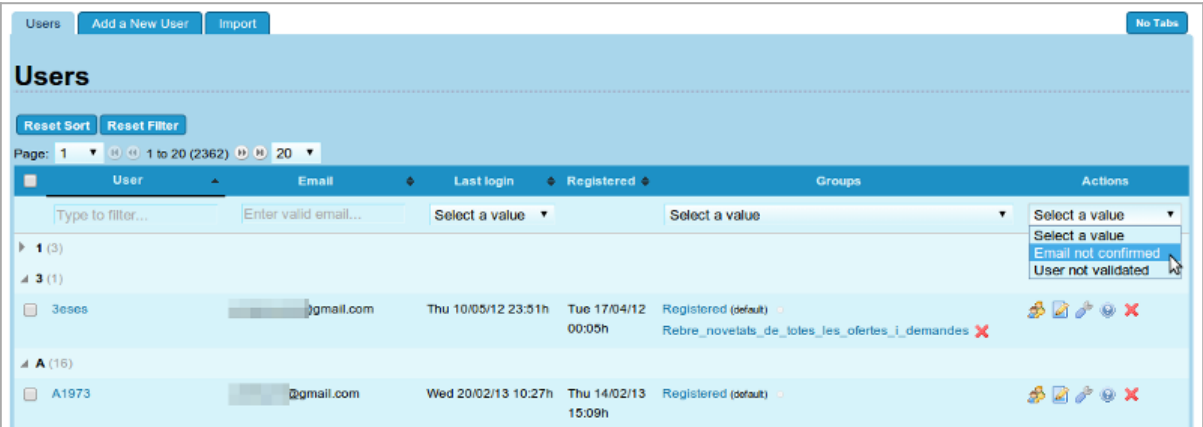 Users Add a New User Import No Tabs
Users
Reset Sort Reset Filter
Page: 1 1 to 20 (2362) 20
User Email Last login Registered Groups Actions
Type to filter... Enter valid email... Select a value Select a value Select a value
Select a value
1 (3)
Email not confirmed
User not validated
3 (1)
3eses @gmail.com Thu 10/05/12 23:51h Tue 17/04/12 Registered (default)
00:05h Rebre_novetats_de_totes_les_ofertes_i_demandes
A (16)
A1973 @gmail.com Wed 20/02/13 10:27h Thu 14/02/13 Registered (default)
15:09h